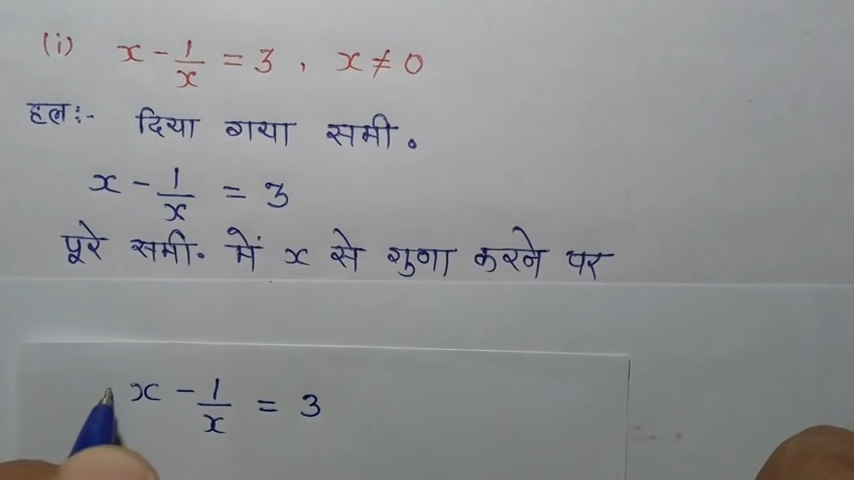 (i) x - 1/x = 3, x ≠ 0
हल:- दिया गया समी.
x - 1/x = 3
पूरे समी. में x से गुणा करने पर
x - 1/x = 3